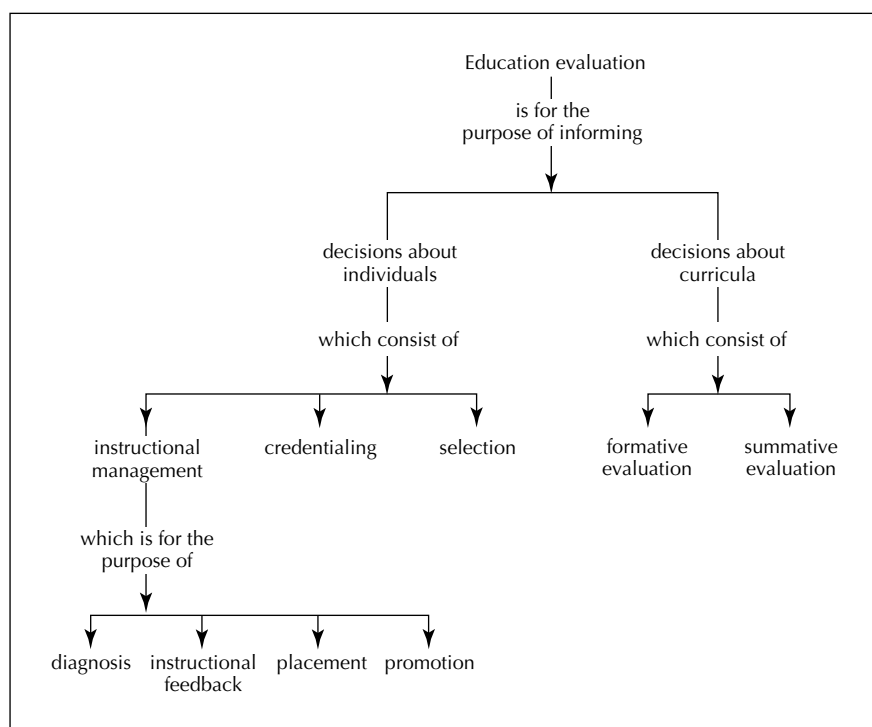 Education evaluation
is for the
purpose of informing
decisions about
individuals
decisions about
curricula
which consist of
which consist of
instructional
management
credentialing
selection
formative
evaluation
summative
evaluation
which is for the
purpose of
diagnosis
instructional
feedback
placement
promotion